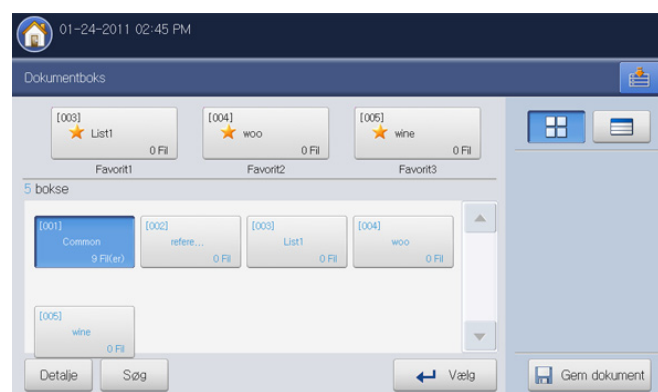 01-24-2011 02:45 PM
Dokumentboks
[003] [004] [005]
List1 woo wine
0 Fil 0 Fil 0 Fil
Favorit1 Favorit2 Favorit3
5 bokse
[001] [002] [003] [004]
Common refere... List1 woo
9 Fil(er) 0 Fil 0 Fil 0 Fil
[005]
wine
0 Fil
Detalje Søg Vælg Gem dokument